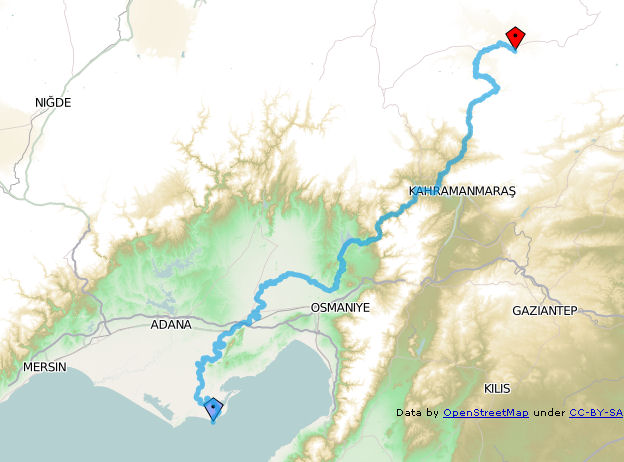 NIĞDE
KAHRAMANMARAŞ
OSMANIYE
GAZIANTEP
ADANA
MERSIN
KILIS
Data by OpenStreetMap under CC-BY-SA